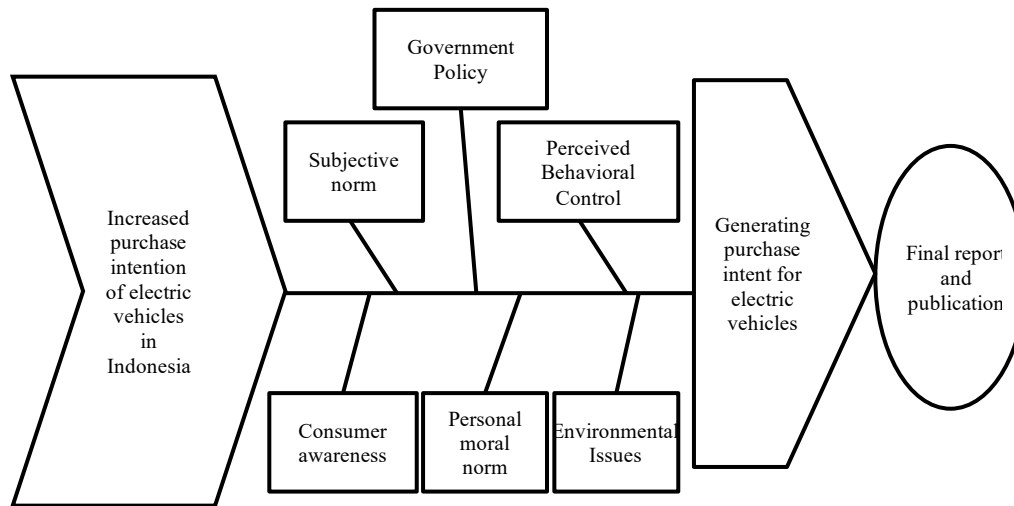 Government
Policy
Subjective
norm
Perceived
Behavioral
Control
Increased
purchase
intention
of electric
vehicles
in
Indonesia
Generating
purchase
intent for
electric
vehicles
Final report
and
publication
Consumer
awareness
Personal
moral
norm
Environmental
Issues